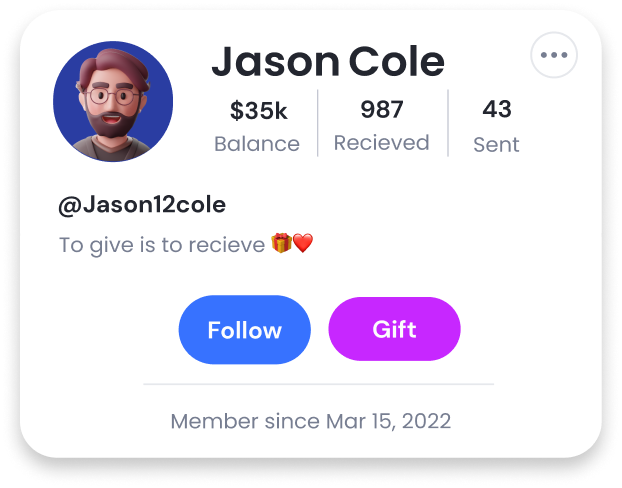 Jason Cole
$35k 987 43
Balance Recieved Sent
@Jason12cole
To give is to recieve 🎁❤️
Follow Gift
Member since Mar 15, 2022